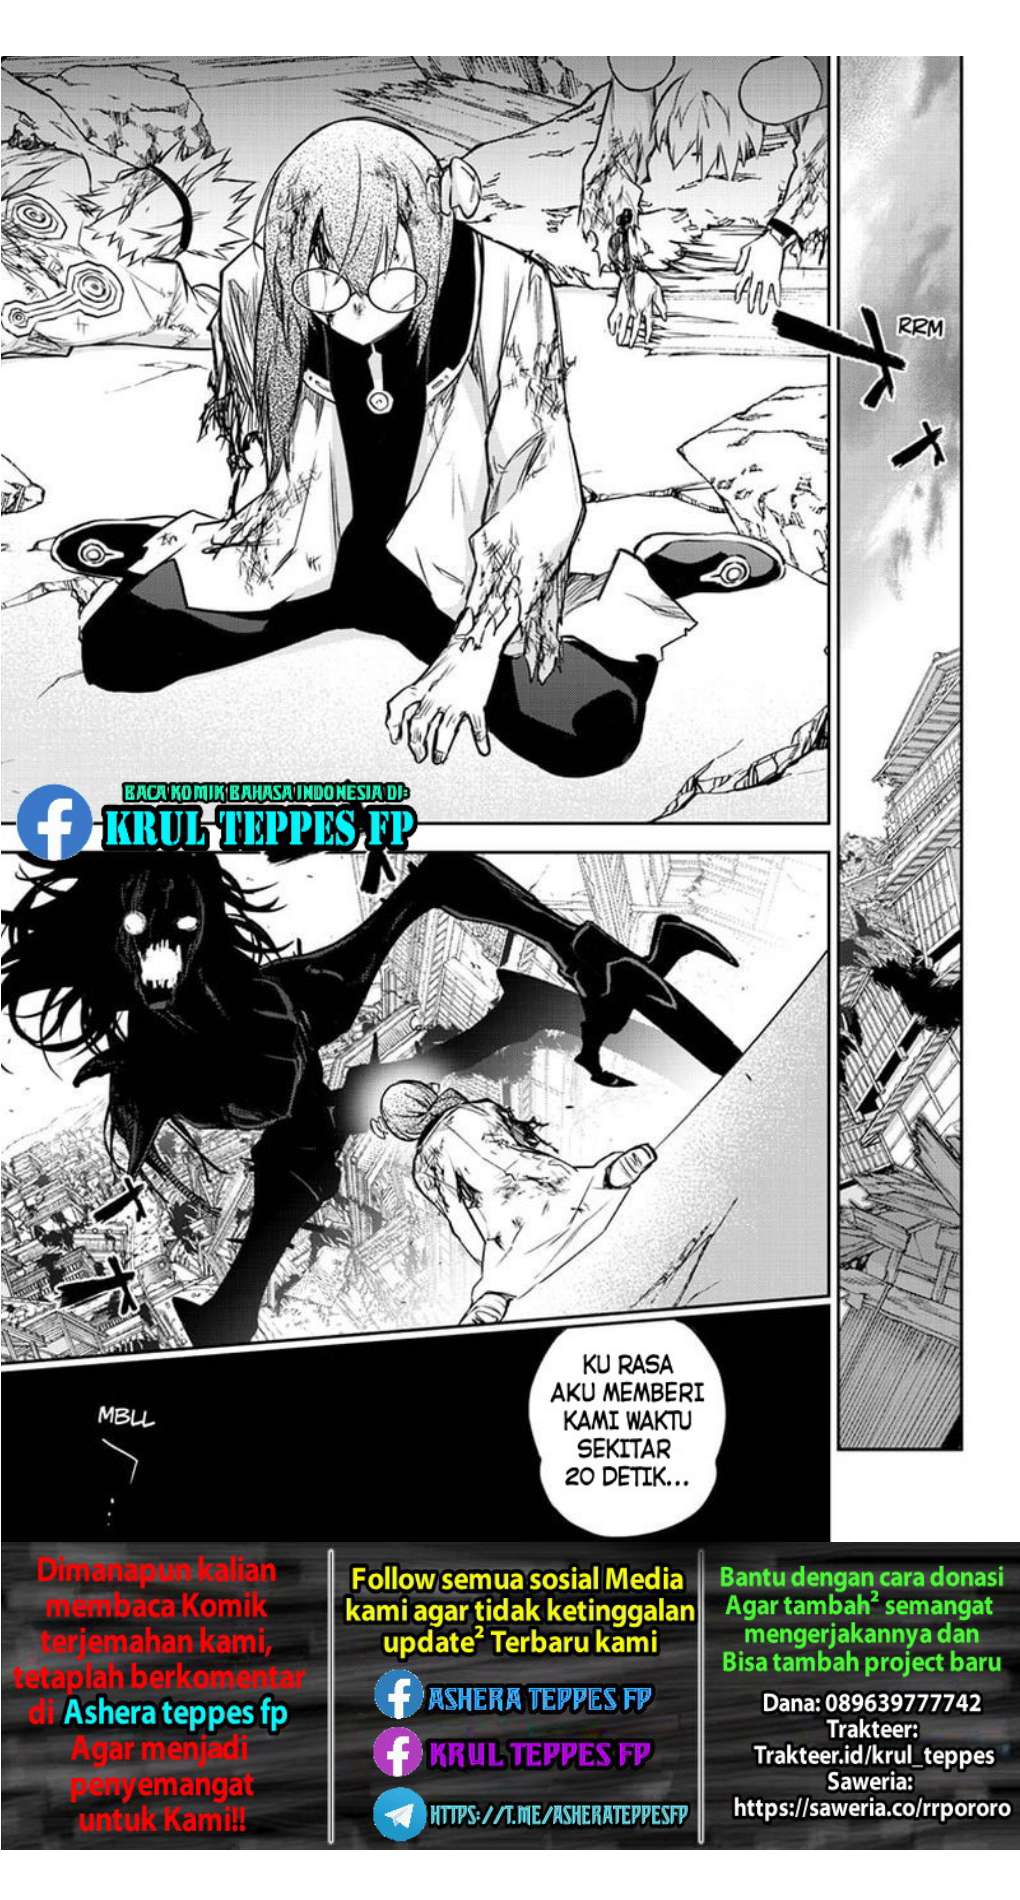 RRM
BACA KOMIK BAHASA INDONESIA DI:
KRUL TEPPES FP
KU RASA
AKU MEMBERI
KAMI WAKTU
SEKITAR
20 DETIK...
MBLL
Dimanapun kalian
membaca Komik
terjemahan kami,
tetaplah berkomentar
di Ashera teppes fp
Agar menjadi
penyemangat
untuk Kami!!
Follow semua sosial Media
kami agar tidak ketinggalan
update² Terbaru kami
ASHERA TEPPES FP
KRUL TEPPES FP
HTTPS://T.ME/ASHERATEPPESFP
Bantu dengan cara donasi
Agar tambah² semangat
mengerjakannya dan
Bisa tambah project baru
Dana: 089639777742
Trakteer:
Trakteer.id/krul_teppes
Saweria:
https://saweria.co/rrpororo